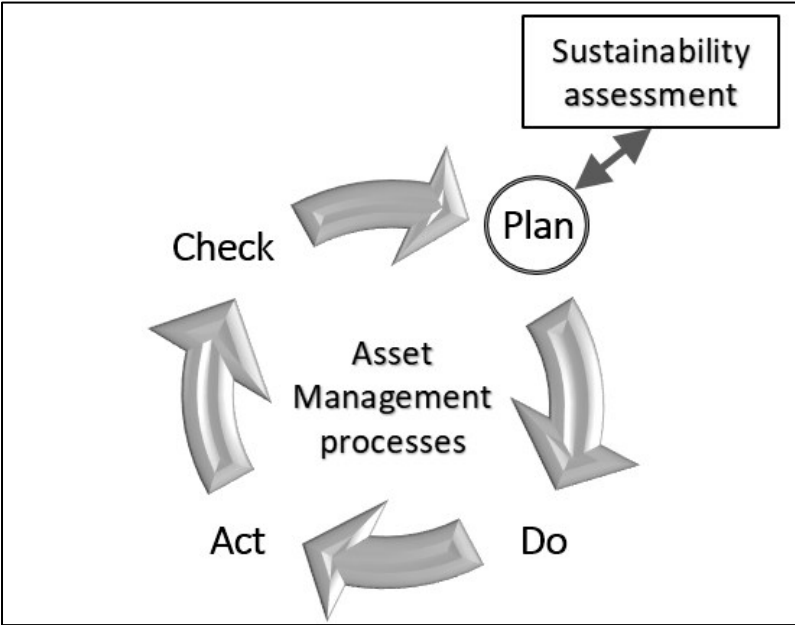 Sustainability
assessment
Plan
Check
Asset
Management
processes
Act
Do